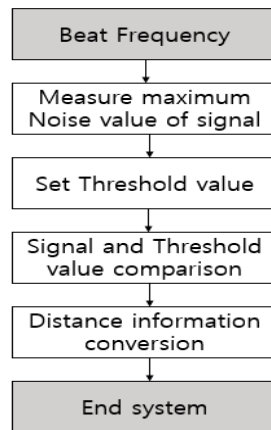 Beat Frequency
Measure maximum
Noise value of signal
Set Threshold value
Signal and Threshold
value comparison
Distance information
conversion
End system